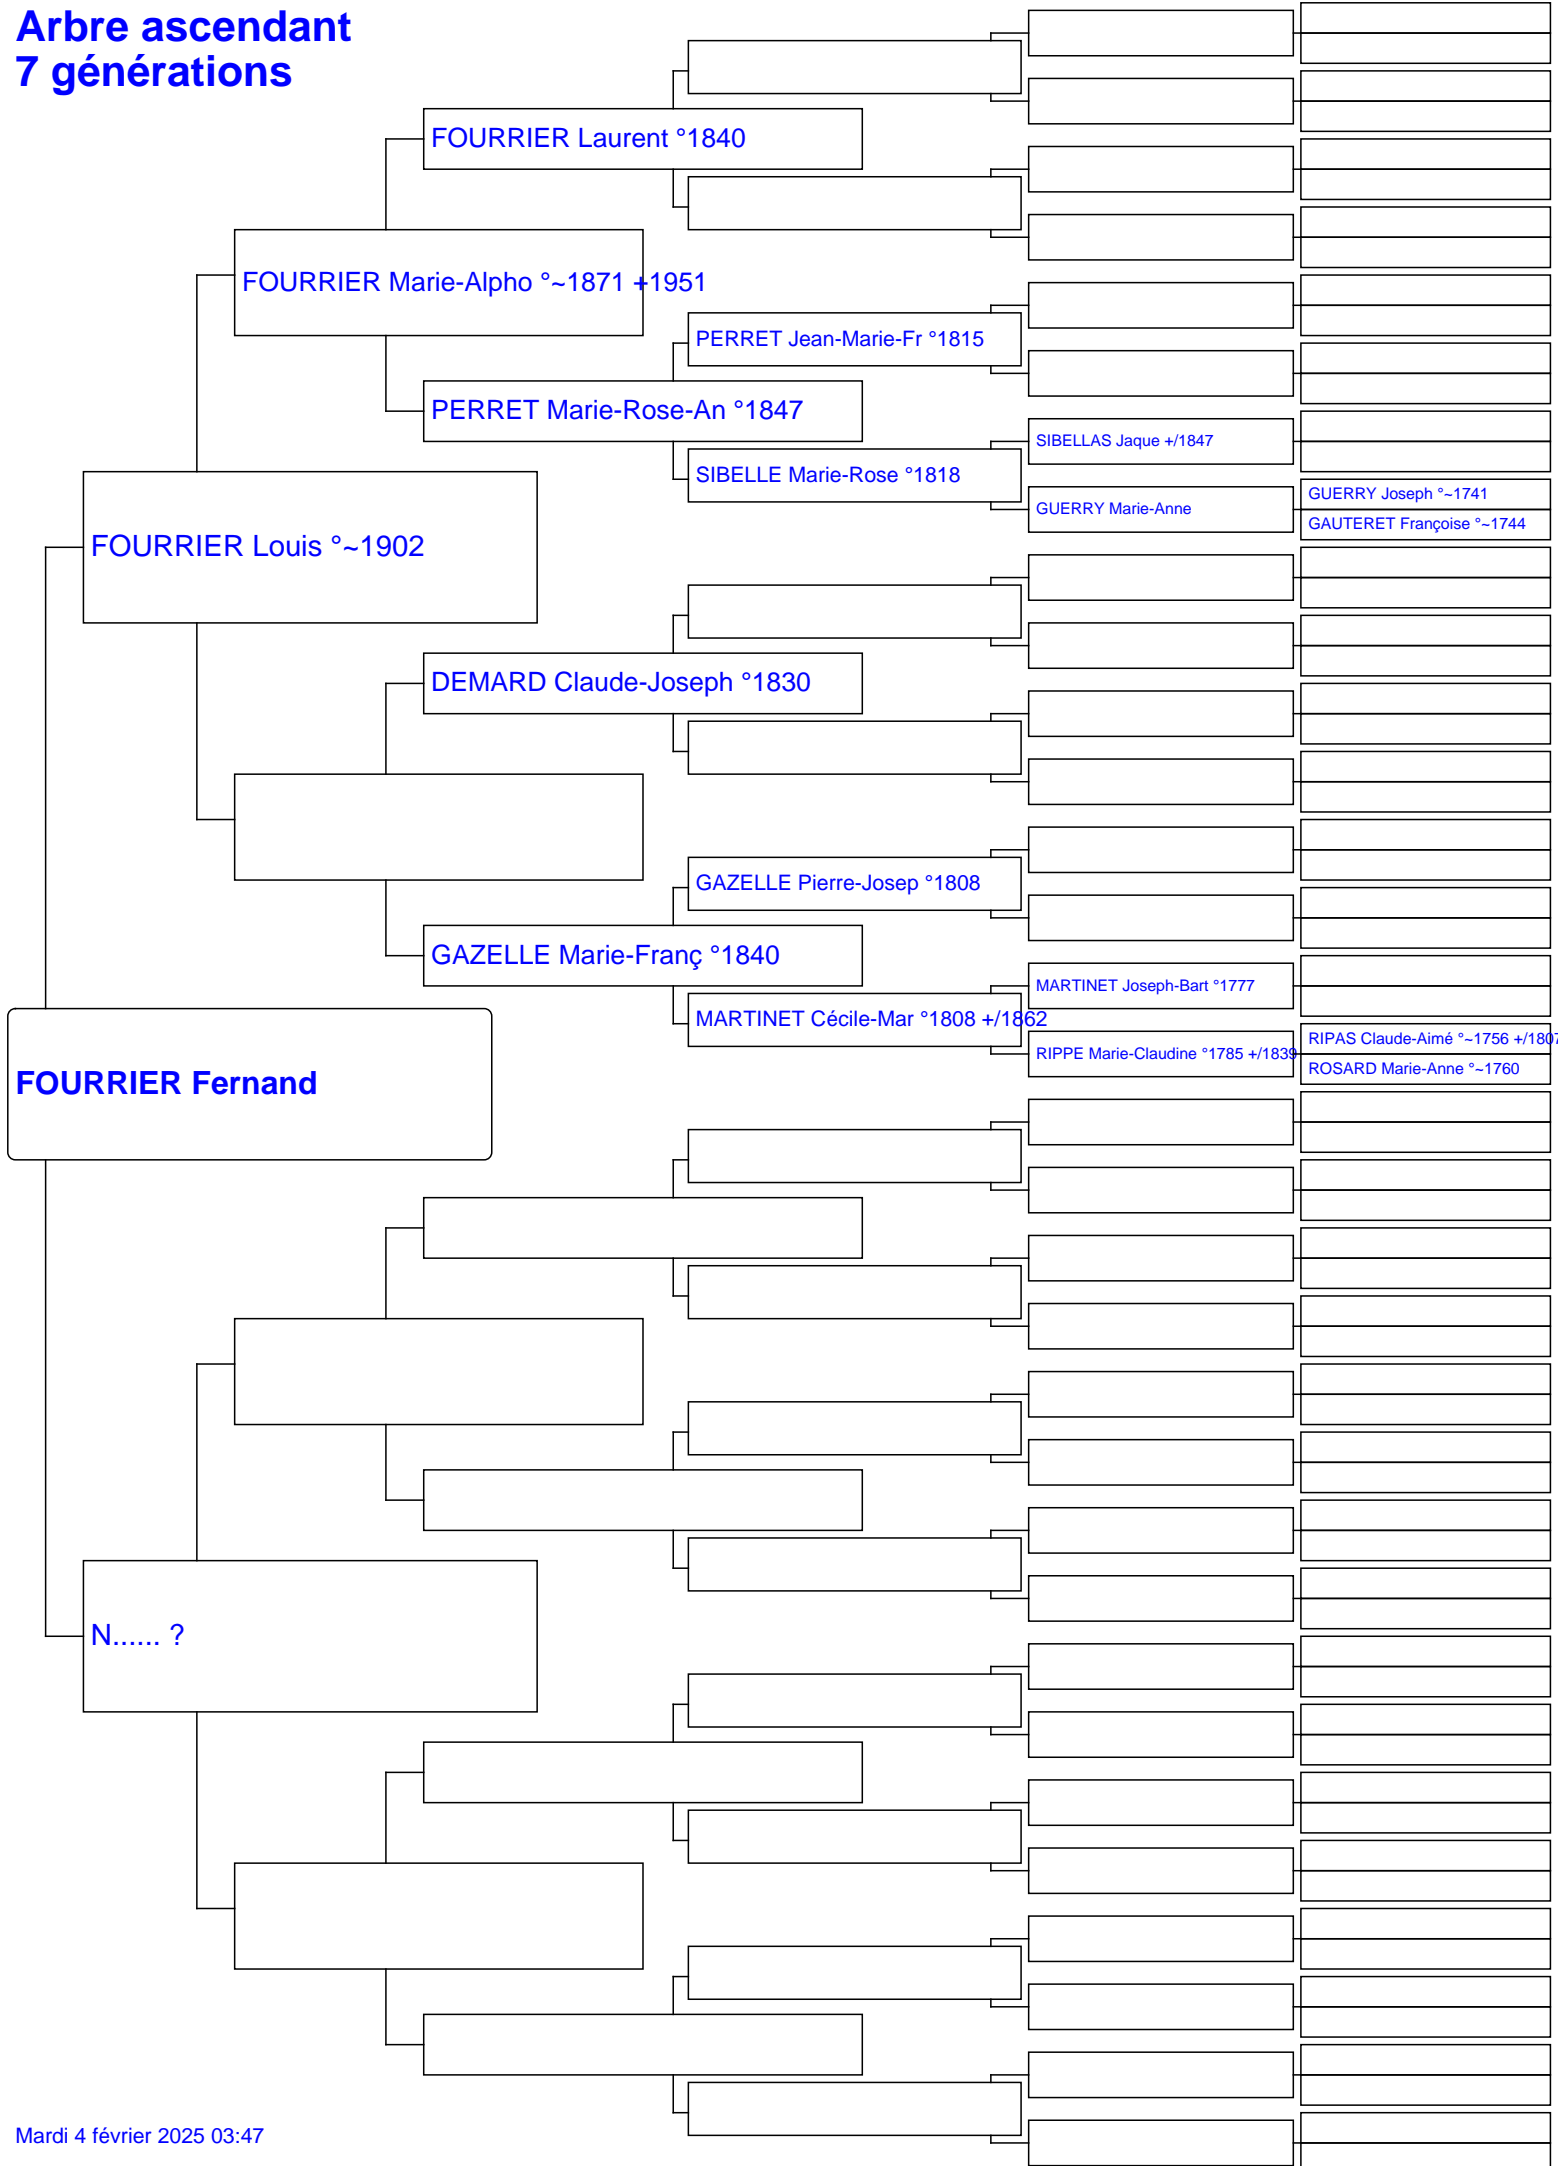 Arbre ascendant
7 générations
FOURRIER Laurent °1840
FOURRIER Marie-Alpho °~1871 +1951
PERRET Jean-Marie-Fr °1815
PERRET Marie-Rose-An °1847
SIBELLAS Jaque +/1847
SIBELLE Marie-Rose °1818
GUERRY Joseph °~1741
GUERRY Marie-Anne
GAUTERET Françoise °~1744
FOURRIER Louis °~1902
DEMARD Claude-Joseph °1830
GAZELLE Pierre-Josep °1808
GAZELLE Marie-Franç °1840
MARTINET Joseph-Bart °1777
MARTINET Cécile-Mar °1808 +/1862
RIPAS Claude-Aimé °~1756 +/1807
RIPPE Marie-Claudine °1785 +/1839
ROSARD Marie-Anne °~1760
FOURRIER Fernand
N...... ?
Mardi 4 février 2025 03:47